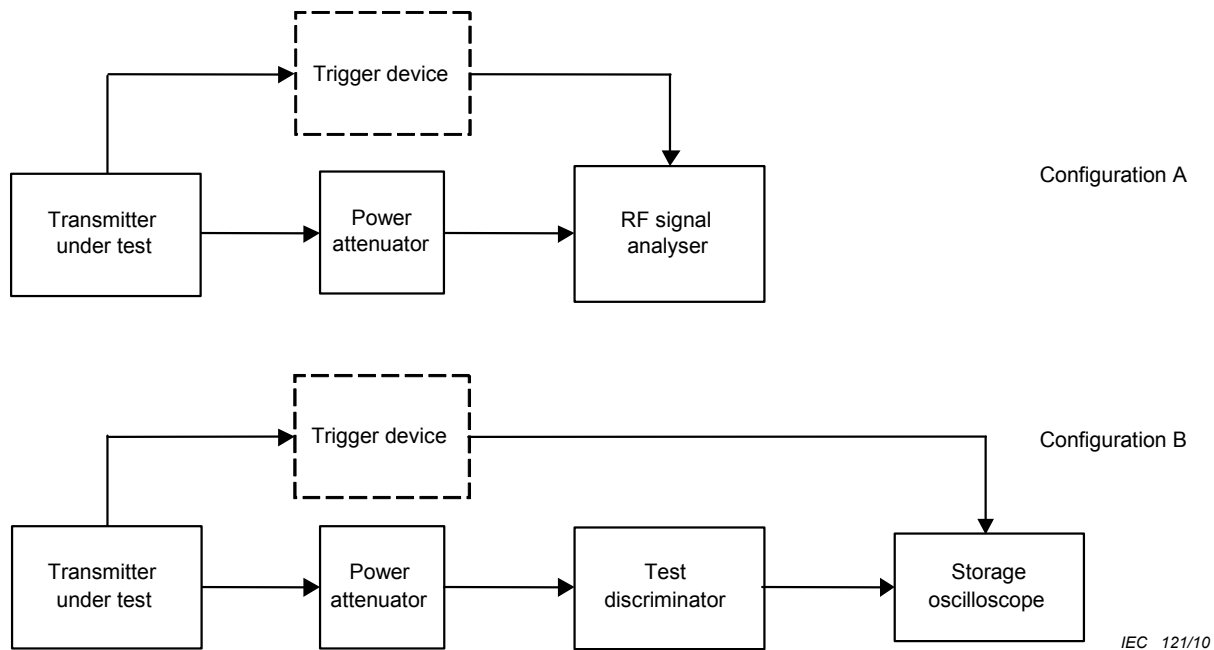 Trigger device
Configuration A
Transmitter
under test
Power
attenuator
RF signal
analyser
Trigger device
Configuration B
Transmitter
under test
Power
attenuator
Test
discriminator
Storage
oscilloscope
IEC 121/10